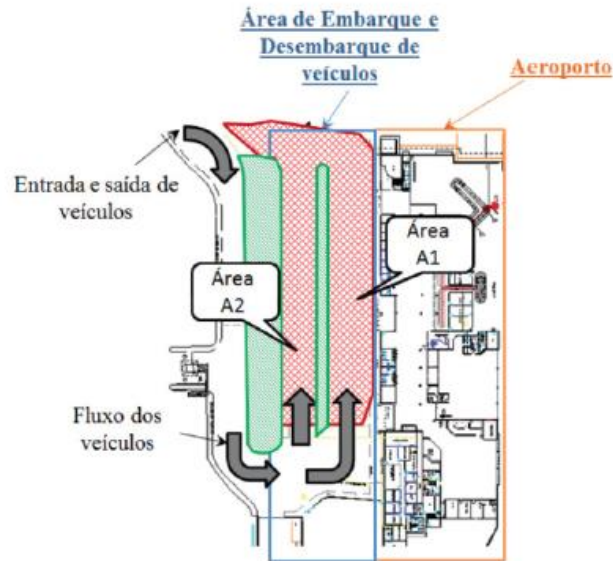 Área de Embarque e
Desembarque de
veículos
Aeroporto
Entrada e saída de
veículos
Área
A1
Área
A2
Fluxo dos
veículos